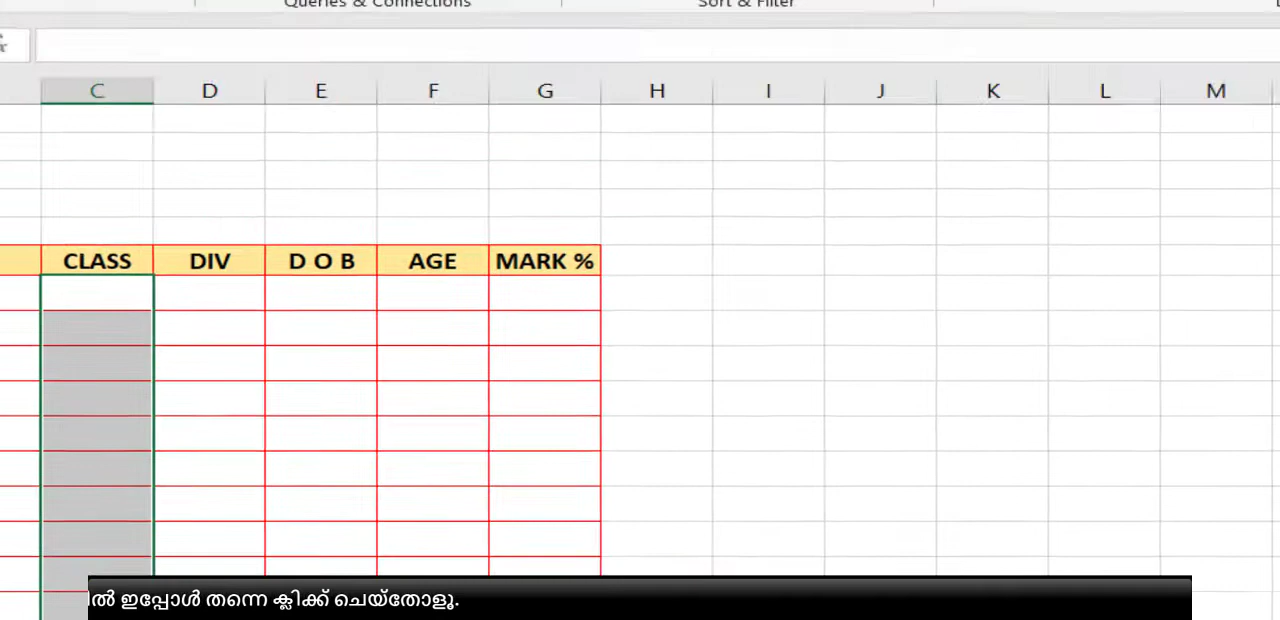 Queries & Connections Sort & Filter
C D E F G H I J K L M
CLASS DIV D O B AGE MARK %
ഇപ്പോൾ തന്നെ ക്ലിക്ക് ചെയ്തോളൂ.